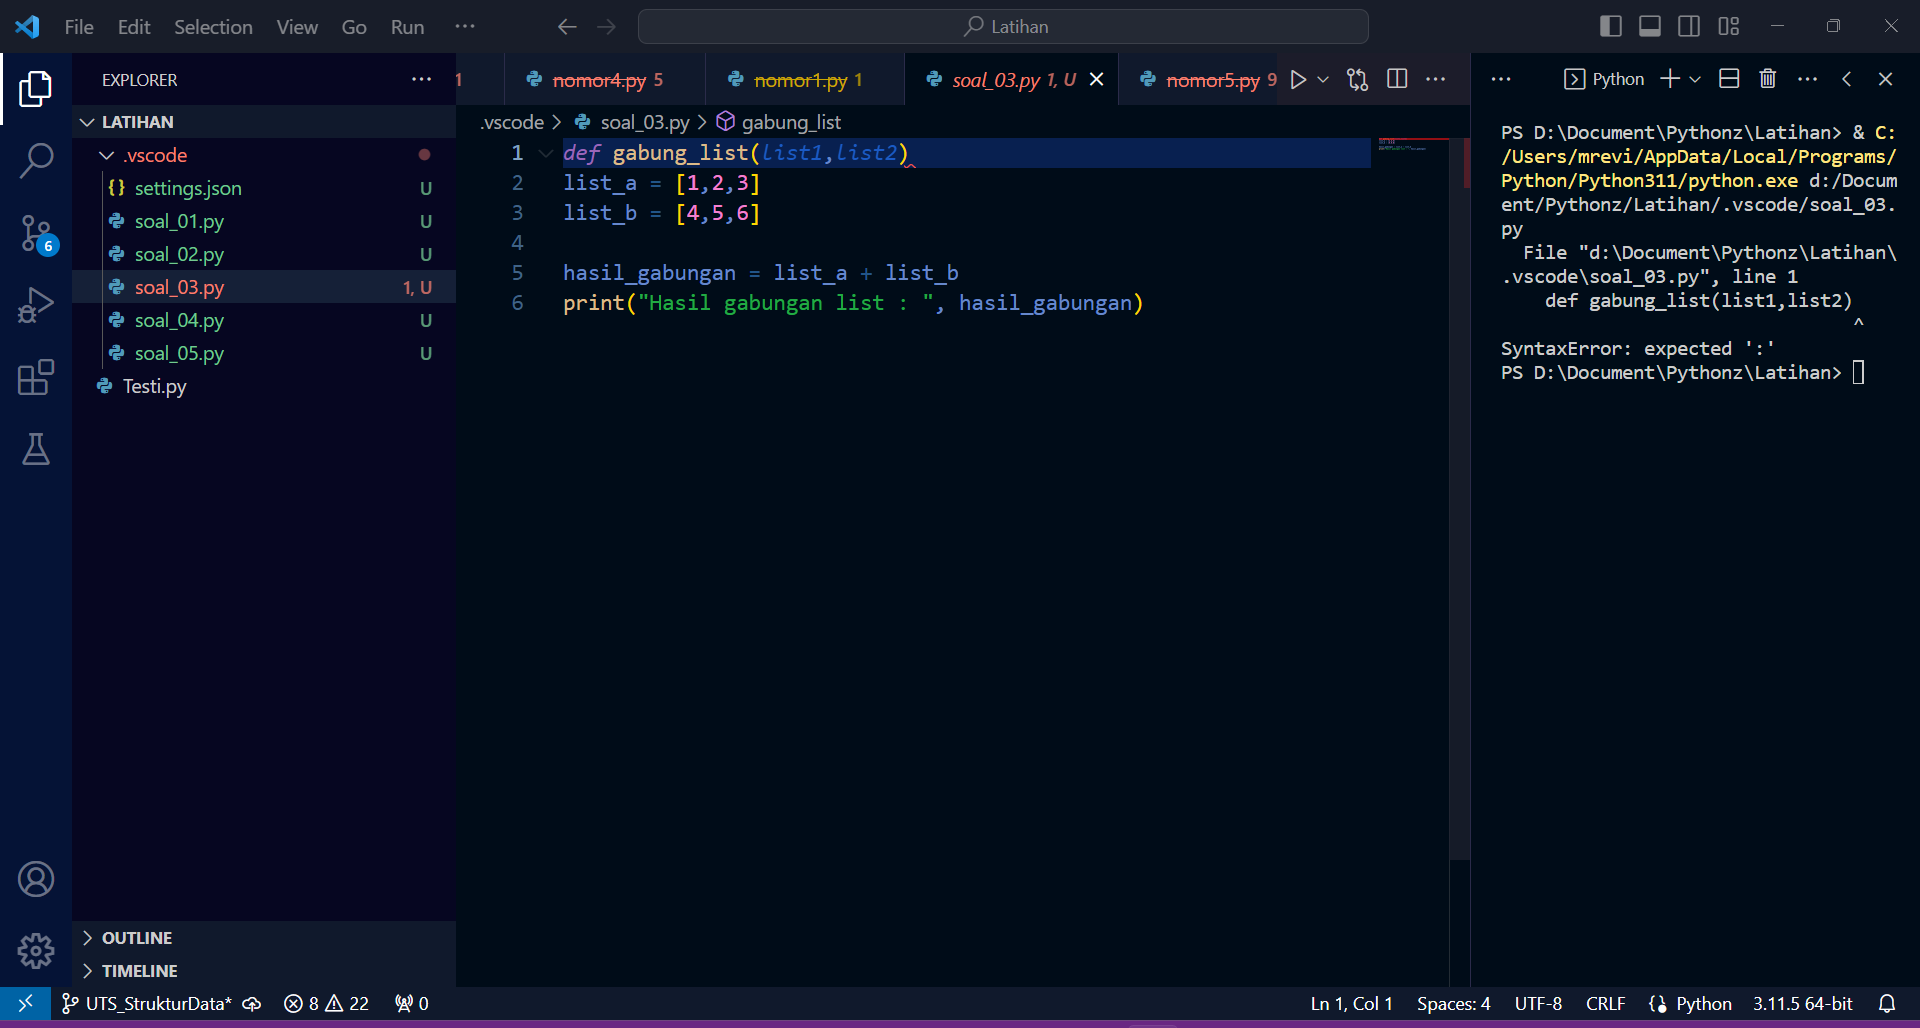 File Edit Selection View Go Run ···
Latihan
EXPLORER ···
1 nomor4.py 5 nomor1.py 1 soal_03.py 1, U nomor5.py 9 ···
··· Python ···
LATIHAN
.vscode
settings.json U
soal_01.py U
soal_02.py U
soal_03.py 1, U
soal_04.py U
soal_05.py U
Testi.py
OUTLINE
TIMELINE
.vscode > soal_03.py > gabung_list
1 def gabung_list(list1,list2)
2 list_a = [1,2,3]
3 list_b = [4,5,6]
4
5 hasil_gabungan = list_a + list_b
6 print("Hasil gabungan list : ", hasil_gabungan)
PS D:\Document\Pythonz\Latihan> & C:
/Users/mrevi/AppData/Local/Programs/
Python/Python311/python.exe d:/Docum
ent/Pythonz/Latihan/.vscode/soal_03.
py
File "d:\Document\Pythonz\Latihan\
.vscode\soal_03.py", line 1
def gabung_list(list1,list2)
^
SyntaxError: expected ':'
PS D:\Document\Pythonz\Latihan>
6
UTS_StrukturData* 8 22 0
Ln 1, Col 1 Spaces: 4 UTF-8 CRLF Python 3.11.5 64-bit